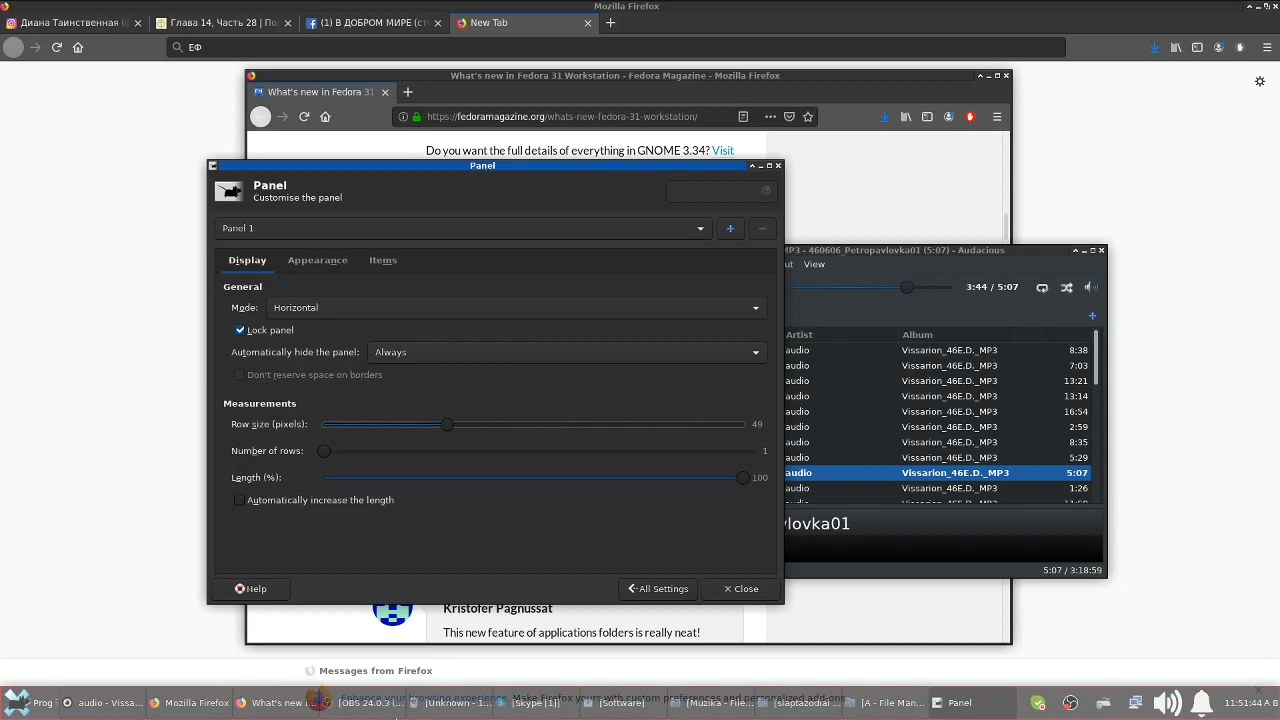 Mozilla Firefox
Диана Таинственная (
Глава 14, Часть 28 | Пос
(1) В ДОБРОМ МИРЕ (ст
New Tab
ЕФ
What's new in Fedora 31 Workstation - Fedora Magazine - Mozilla Firefox
What's new in Fedora 31
https://fedoramagazine.org/whats-new-fedora-31-workstation/
Do you want the full details of everything in GNOME 3.34? Visit
Panel
Panel
Customise the panel
Panel 1
Display Appearance Items
General
Mode: Horizontal
Lock panel
Automatically hide the panel: Always
Don't reserve space on borders
Measurements
Row size (pixels): 49
Number of rows: 1
Length (%): 100
Automatically increase the length
Help
All Settings
Close
MP3 - 460606_Petropavlovka01 (5:07) - Audacious
ut View
3:44 / 5:07
Artist Album
audio Vissarion_46E.D._MP3 8:38
audio Vissarion_46E.D._MP3 7:03
audio Vissarion_46E.D._MP3 13:21
audio Vissarion_46E.D._MP3 13:14
audio Vissarion_46E.D._MP3 16:54
audio Vissarion_46E.D._MP3 2:59
audio Vissarion_46E.D._MP3 8:35
audio Vissarion_46E.D._MP3 5:29
audio Vissarion_46E.D._MP3 5:07
audio Vissarion_46E.D._MP3 1:26
vlovka01
5:07 / 3:18:59
Kristofer Pagnussat
This new feature of applications folders is really neat!
Messages from Firefox
Enhance your browsing experience. Make Firefox yours with custom preferences and personalized add-ons.
Prog
audio - Vissa...
Mozilla Firefox
What's new in
[OBS 24.0.3 (...
[Unknown - 1...
[Skype [1]]
[Software]
[Muzika - File...
[slaptazodiai
[A - File Man...
Panel
11:51:44 A